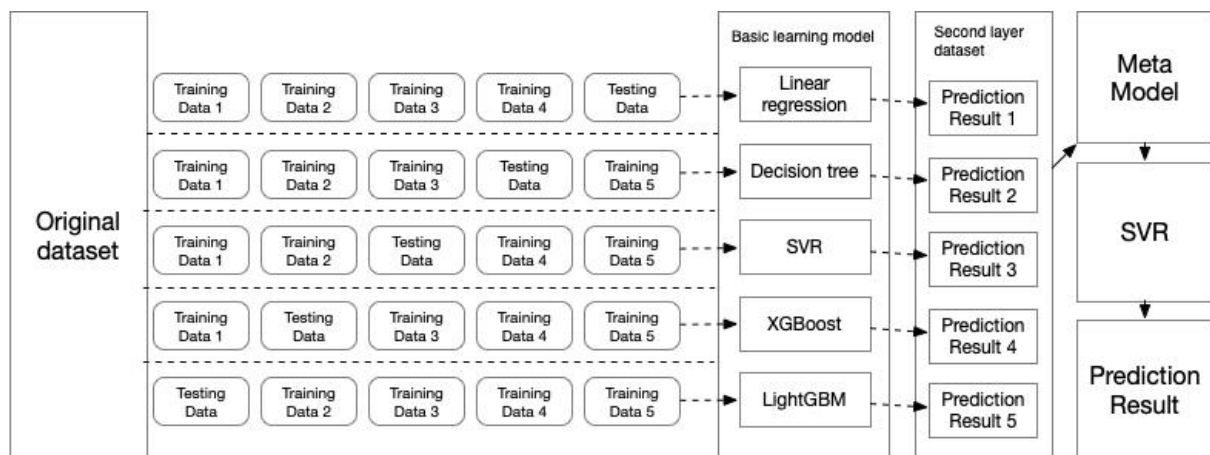 Original
dataset
Training
Data 1
Training
Data 2
Training
Data 3
Training
Data 4
Testing
Data
Training
Data 1
Training
Data 2
Training
Data 3
Testing
Data
Training
Data 5
Training
Data 1
Training
Data 2
Testing
Data
Training
Data 4
Training
Data 5
Training
Data 1
Testing
Data
Training
Data 3
Training
Data 4
Training
Data 5
Testing
Data
Training
Data 2
Training
Data 3
Training
Data 4
Training
Data 5
Basic learning model
Linear
regression
Decision tree
SVR
XGBoost
LightGBM
Second layer
dataset
Prediction
Result 1
Prediction
Result 2
Prediction
Result 3
Prediction
Result 4
Prediction
Result 5
Meta
Model
SVR
Prediction
Result